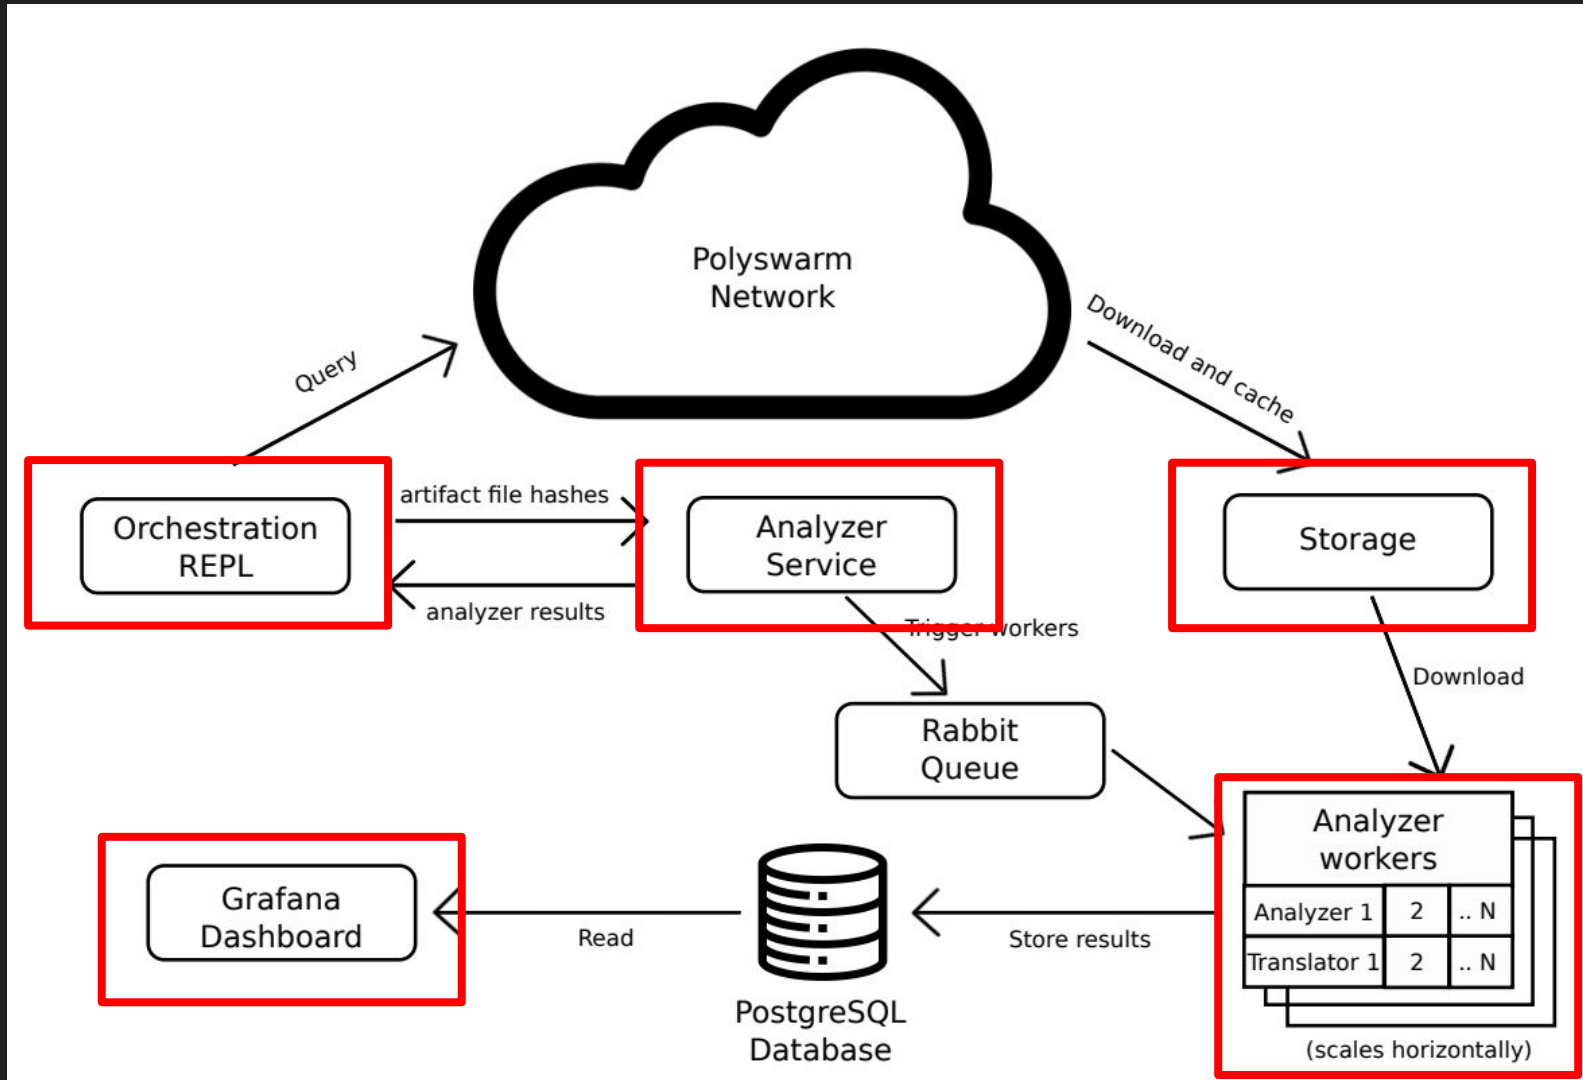 Polyswarm
Network
Query
Download and cache
artifact file hashes
Orchestration
REPL
Analyzer
Service
Storage
analyzer results
Trigger workers
Download
Rabbit
Queue
Analyzer
workers
Grafana
Dashboard
Analyzer 1 2 .. N
Read
Store results
Translator 1 2 .. N
PostgreSQL
Database
(scales horizontally)